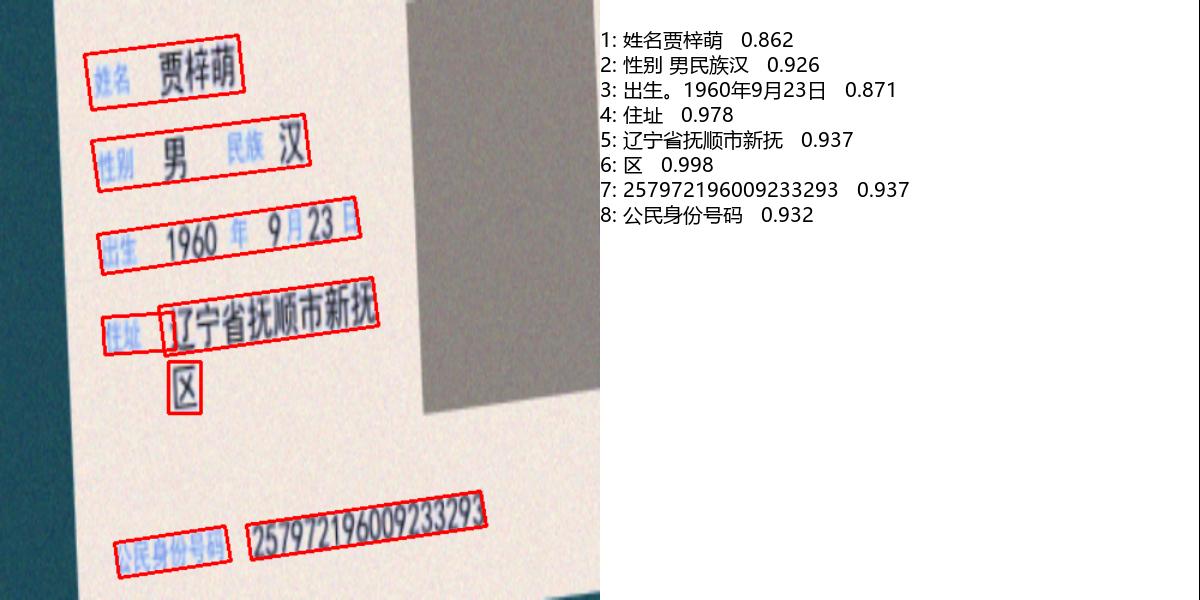 姓名 贾梓萌
性别 男 民族 汉
出生 1960 年 9 月 23 日
住址 辽宁省抚顺市新抚
区
公民身份号码 257972196009233293
1: 姓名贾梓萌 0.862
2: 性别 男民族汉 0.926
3: 出生。1960年9月23日 0.871
4: 住址 0.978
5: 辽宁省抚顺市新抚 0.937
6: 区 0.998
7: 257972196009233293 0.937
8: 公民身份号码 0.932